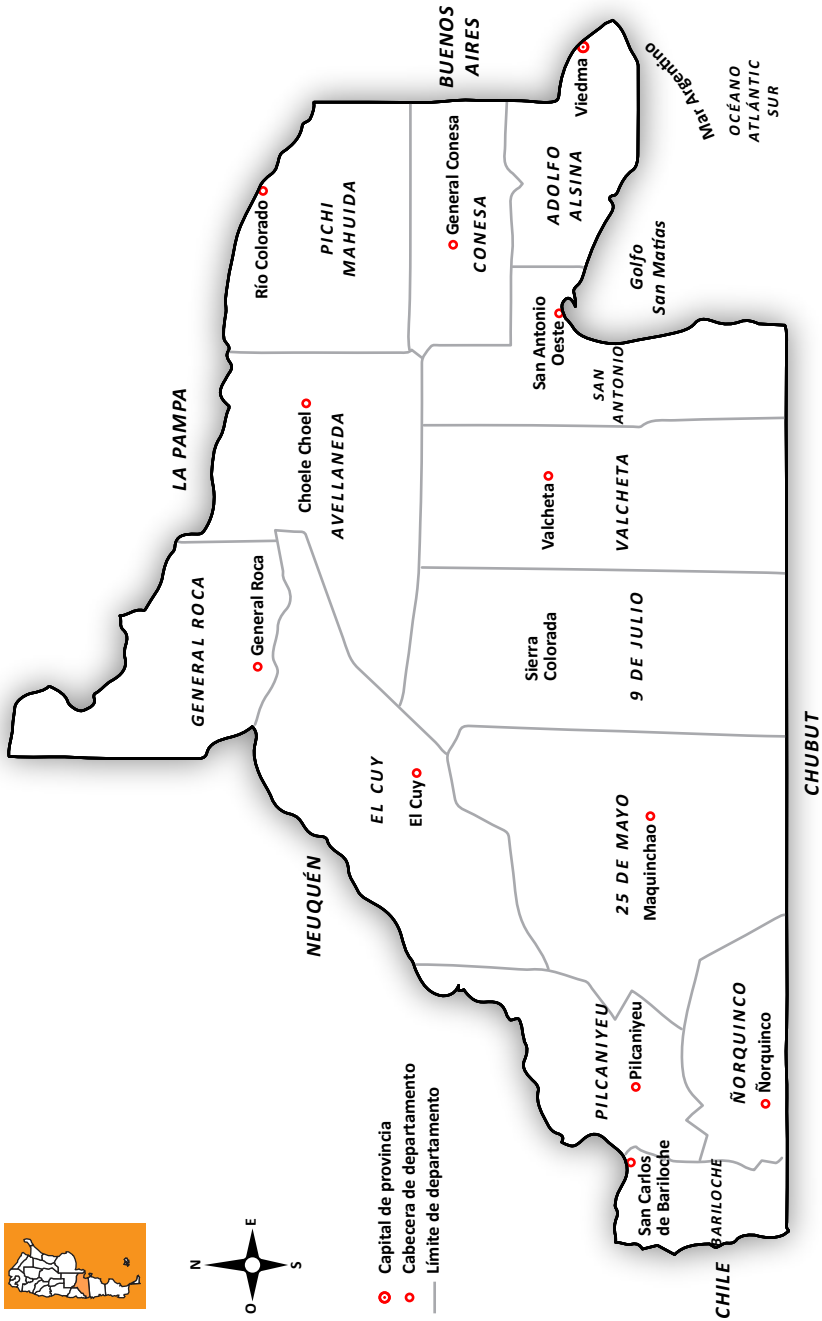 LA PAMPA
BUENOS
AIRES
NEUQUÉN
CHUBUT
CHILE
Mar Argentino
OCÉANO
ATLÁNTIC
SUR
Golfo
San Matías
GENERAL ROCA
General Roca
Choele Choel
AVELLANEDA
Río Colorado
PICHI
MAHUIDA
General Conesa
CONESA
ADOLFO
ALSINA
Viedma
San Antonio
Oeste
SAN
ANTONIO
Valcheta
VALCHETA
Sierra
Colorada
9 DE JULIO
EL CUY
El Cuy
25 DE MAYO
Maquinchao
PILCANIYEU
Pilcaniyeu
ÑORQUINCO
Ñorquinco
San Carlos
de Bariloche
BARILOCHE
N
O
E
S
Capital de provincia
Cabecera de departamento
Límite de departamento